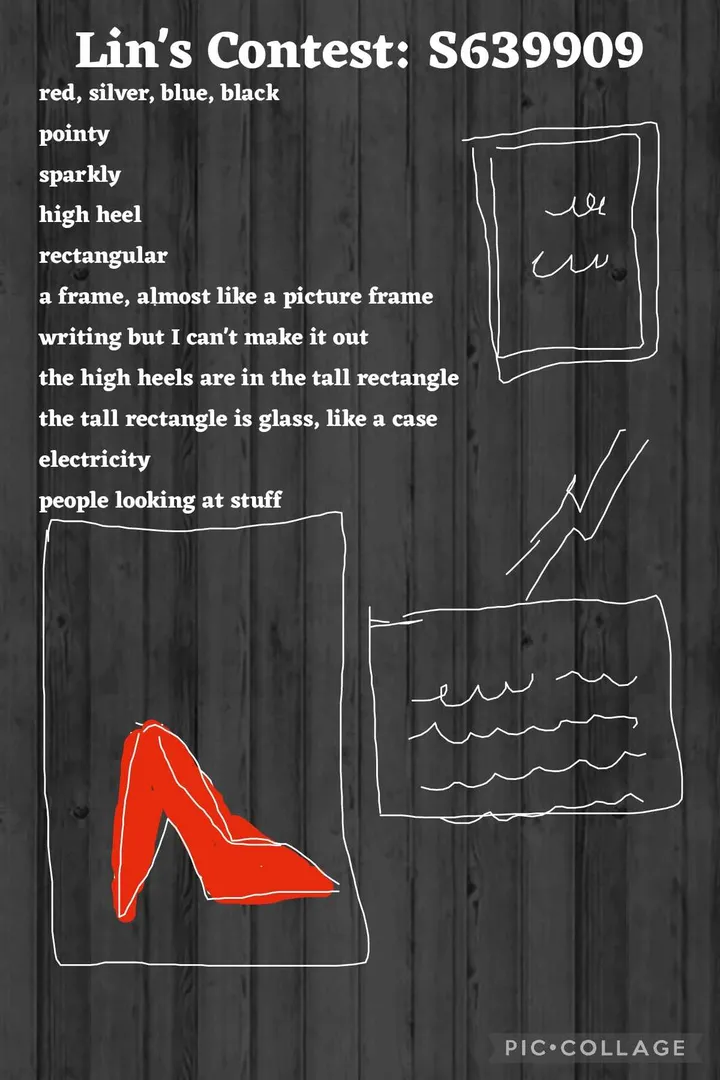 Lin's Contest: S639909
red, silver, blue, black
pointy
sparkly
high heel
rectangular
a frame, almost like a picture frame
writing but I can't make it out
the high heels are in the tall rectangle
the tall rectangle is glass, like a case
electricity
people looking at stuff
PIC•COLLAGE